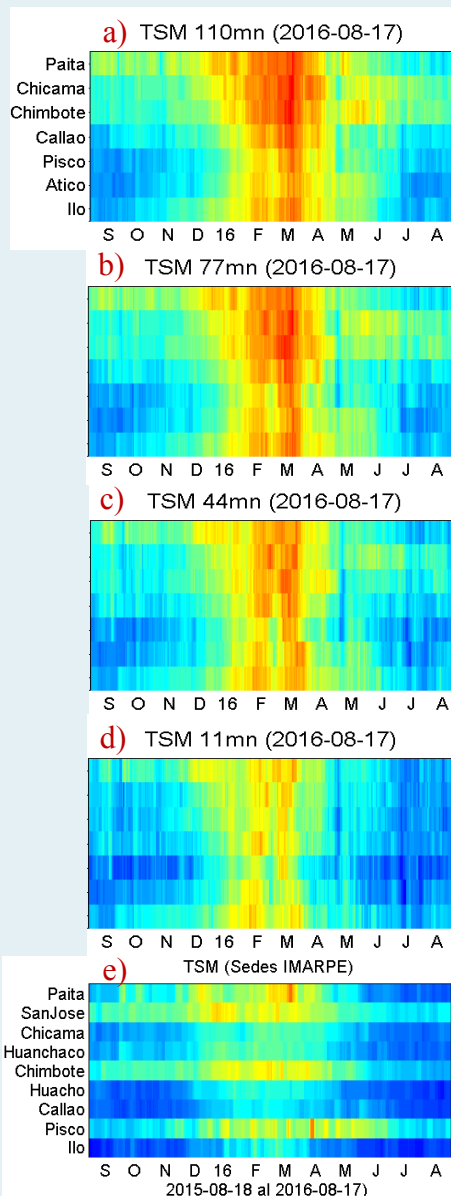 a) TSM 110mn (2016-08-17)
Paita
Chicama
Chimbote
Callao
Pisco
Atico
Ilo
S O N D 16 F M A M J J A
b) TSM 77mn (2016-08-17)
S O N D 16 F M A M J J A
c) TSM 44mn (2016-08-17)
S O N D 16 F M A M J J A
d) TSM 11mn (2016-08-17)
S O N D 16 F M A M J J A
e) TSM (Sedes IMARPE)
Paita
SanJose
Chicama
Huanchaco
Chimbote
Huacho
Callao
Pisco
Ilo
S O N D 16 F M A M J J A
2015-08-18 al 2016-08-17)